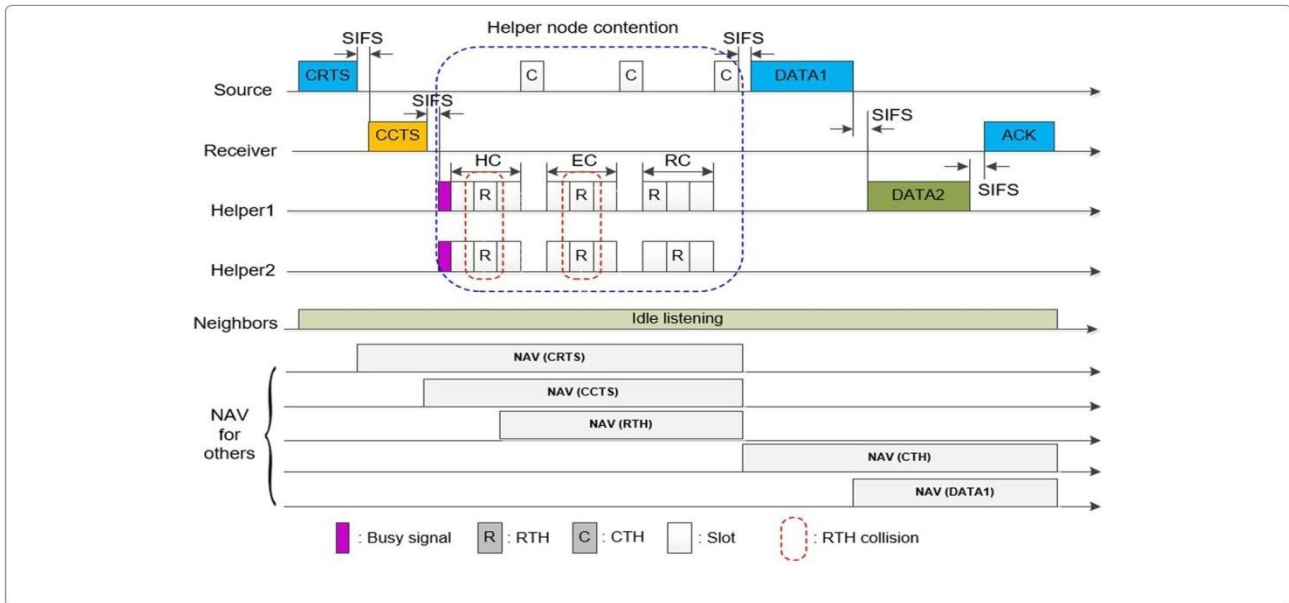 Helper node contention
SIFS
SIFS
Source
CRTS
C
C
C
DATA1
SIFS
SIFS
Receiver
CCTS
ACK
HC
EC
RC
SIFS
Helper1
R
R
R
DATA2
Helper2
R
R
R
Neighbors
Idle listening
NAV (CRTS)
NAV (CCTS)
NAV (RTH)
NAV (CTH)
NAV (DATA1)
NAV
for
others
: Busy signal
R : RTH
C : CTH
: Slot
: RTH collision